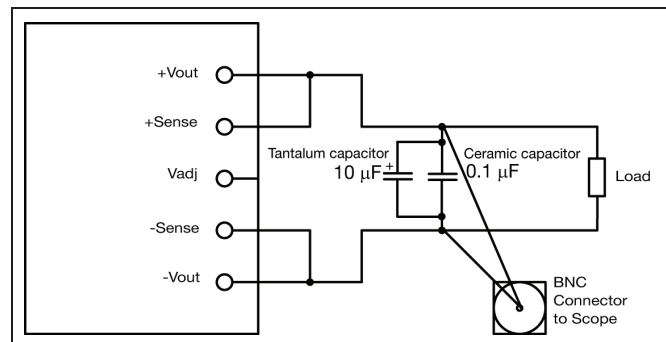 +Vout
+Sense
Vadj
-Sense
-Vout
Tantalum capacitor
10 μF
+
Ceramic capacitor
0.1 μF
Load
BNC
Connector
to Scope